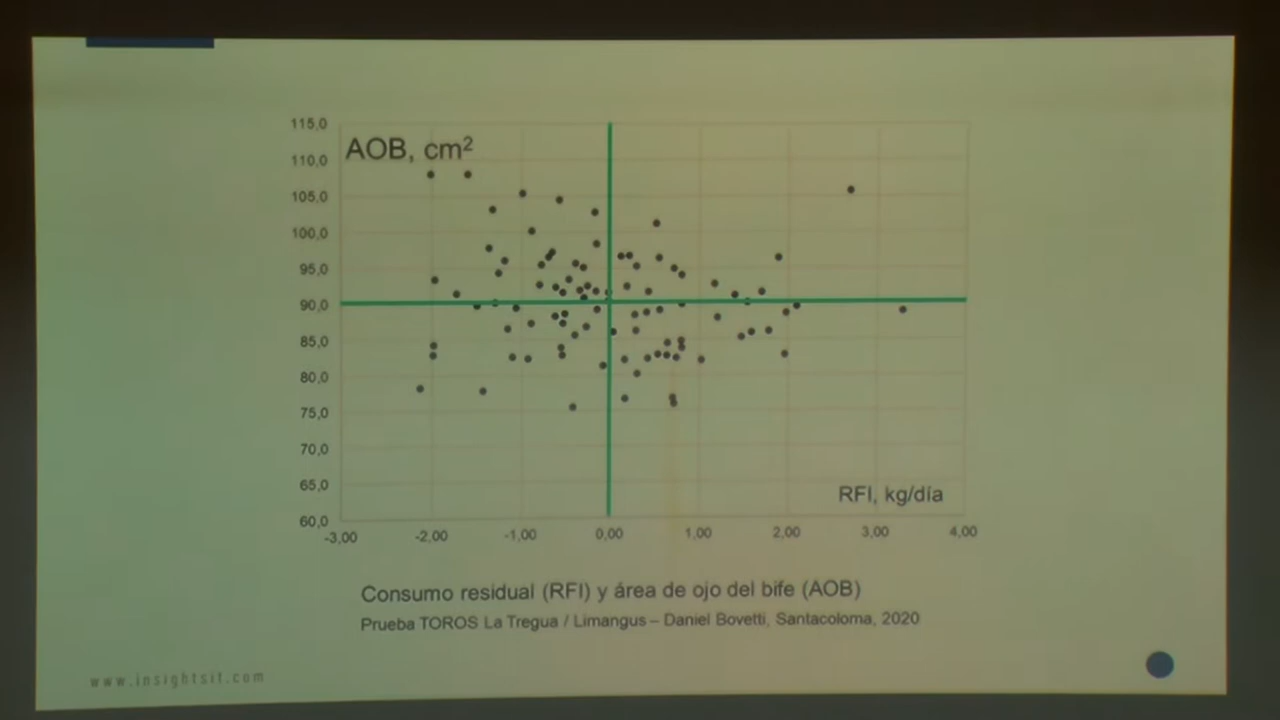 115,0
AOB, cm²
110,0
105,0
100,0
95,0
90,0
85,0
80,0
75,0
70,0
65,0
RFI, kg/día
60,0
-3,00 -2,00 -1,00 0,00 1,00 2,00 3,00 4,00
Consumo residual (RFI) y área de ojo del bife (AOB)
Prueba TOROS La Tregua / Limangus – Daniel Bovetti, Santacoloma, 2020
www.insightsit.com